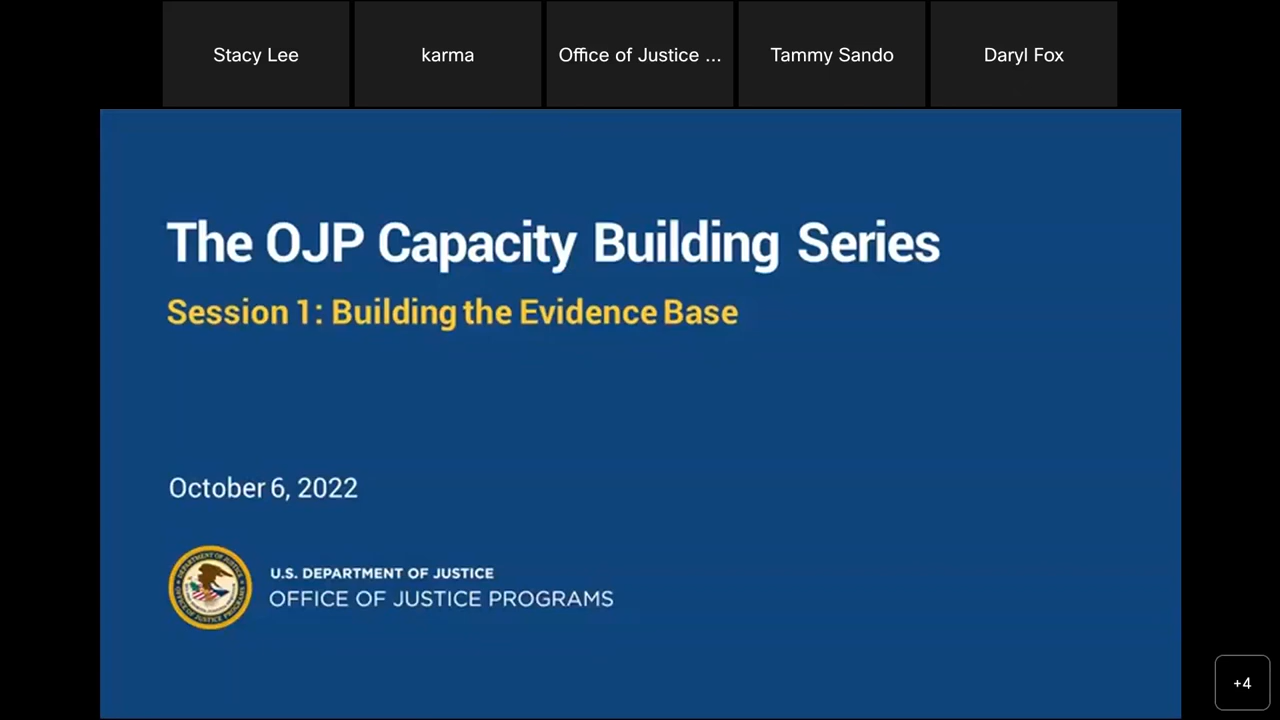 Stacy Lee
karma
Office of Justice ...
Tammy Sando
Daryl Fox
The OJP Capacity Building Series
Session 1: Building the Evidence Base
October 6, 2022
U.S. DEPARTMENT OF JUSTICE
OFFICE OF JUSTICE PROGRAMS
+4